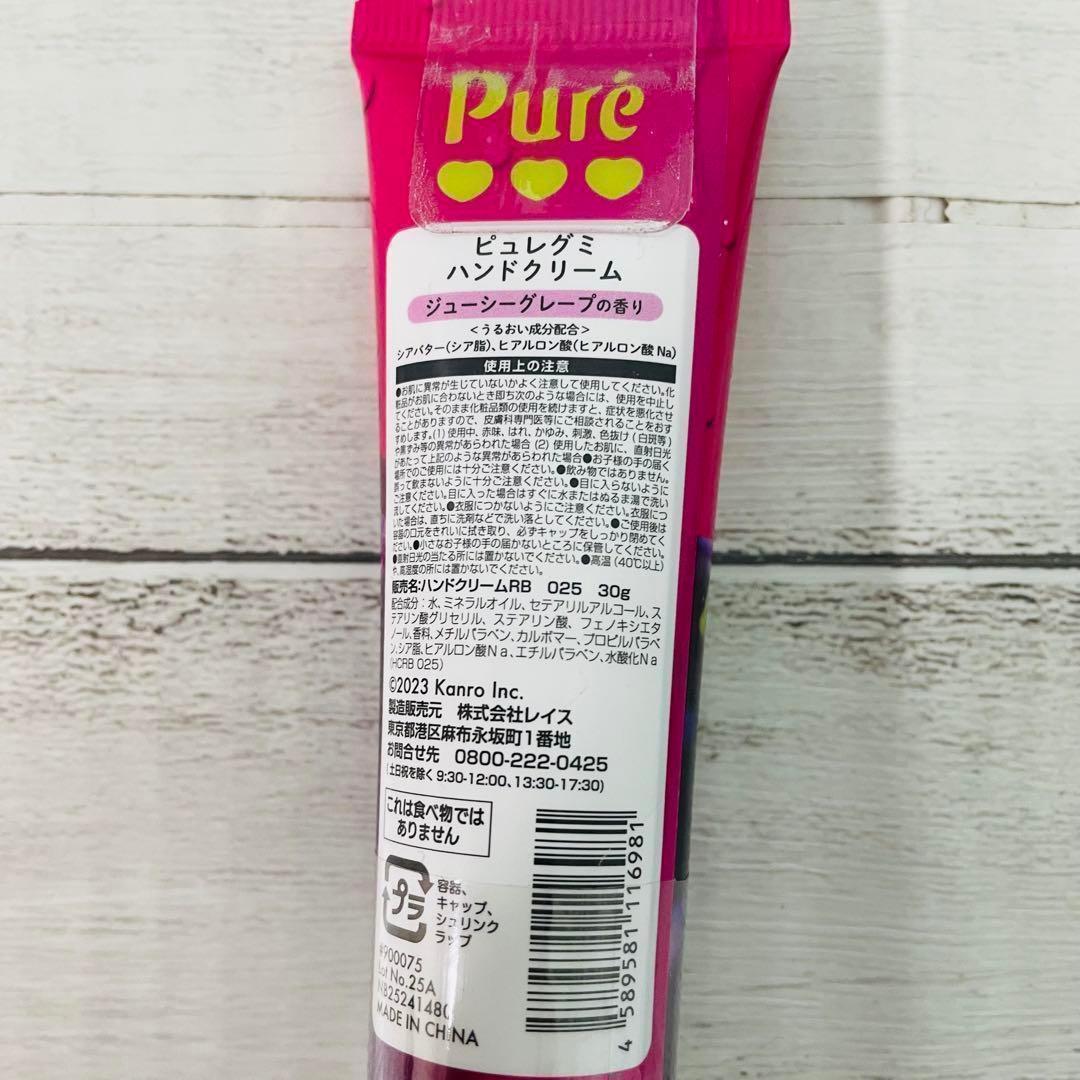 Puré
ピュレグミ
ハンドクリーム
ジューシーグレープの香り
<うるおい成分配合>
シアバター(シア脂)、ヒアルロン酸(ヒアルロン酸Na)
使用上の注意
●お肌に異常が生じていないかよく注意して使用してください。化
粧品がお肌に合わないとき即ち次のような場合には、使用を中止し
てください。そのまま化粧品類の使用を続けますと、症状を悪化させ
ることがありますので、皮膚科専門医等にご相談されることをおす
すめします。(1) 使用中、赤味、はれ、かゆみ、刺激、色抜け(白斑等)
や黒ずみ等の異常があらわれた場合 (2) 使用したお肌に、直射日光
があたって上記のような異常があらわれた場合●お子様の手の届く
場所でのご使用には十分ご注意ください。●飲み物ではありません。
誤って飲まないように十分ご注意ください。●目に入らないように
ご注意ください。目に入った場合はすぐに水またはぬるま湯で洗い
流してください。●衣服につかないようにご注意ください。衣服につ
いた場合は、直ちに洗剤などで洗い落としてください。●ご使用後は
容器の口元をきれいに拭き取り、必ずキャップをしっかり閉めてく
ださい。●小さなお子様の手の届かないところに保管してください。
●直射日光の当たる所には置かないでください。●高温(40℃以上)
や、高湿度の所には置かないでください。
販売名:ハンドクリームRB 025 30g
配合成分:水、ミネラルオイル、セテアリルアルコール、ス
テアリン酸グリセリル、ステアリン酸、フェノキシエタ
ノール、香料、メチルパラベン、カルボマー、プロピルパラベ
ン、シア脂、ヒアルロン酸Na、エチルパラベン、水酸化Na
(HCRB 025)
©2023 Kanro Inc.
製造販売元 株式会社レイス
東京都港区麻布永坂町1番地
お問合せ先 0800-222-0425
(土日祝を除く 9:30-12:00、13:30-17:30)
これは食べ物では
ありません
プラ
容器、
キャップ、
シュリンク
ラップ
#900075
Lot No.25A
NB25241480
MADE IN CHINA
4 589581 116981